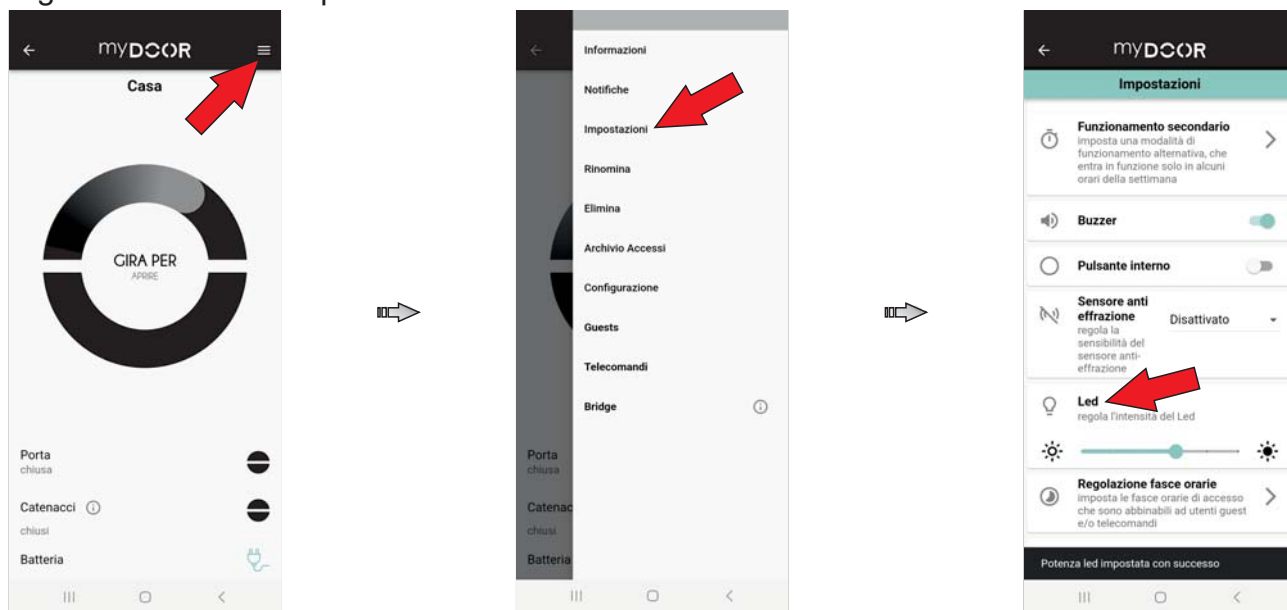 myDOOR
Casa
GIRA PER
APRIRE
Porta
chiusa
Catenacci
chiusi
Batteria
Informazioni
Notifiche
Impostazioni
Rinomina
Elimina
Archivio Accessi
Configurazione
Guests
Telecomandi
Bridge
Porta
chiusa
Catenac
chiusi
Batteria
myDOOR
Impostazioni
Funzionamento secondario
imposta una modalità di
funzionamento alternativa, che
entra in funzione solo in alcuni
orari della settimana
Buzzer
Pulsante interno
Sensore anti
effrazione
Disattivato
regola la
sensibilità del
sensore anti-
effrazione
Led
regola l'intensità del Led
Regolazione fasce orarie
imposta le fasce orarie di accesso
che sono abbinabili ad utenti guest
e/o telecomandi
Potenza led impostata con successo